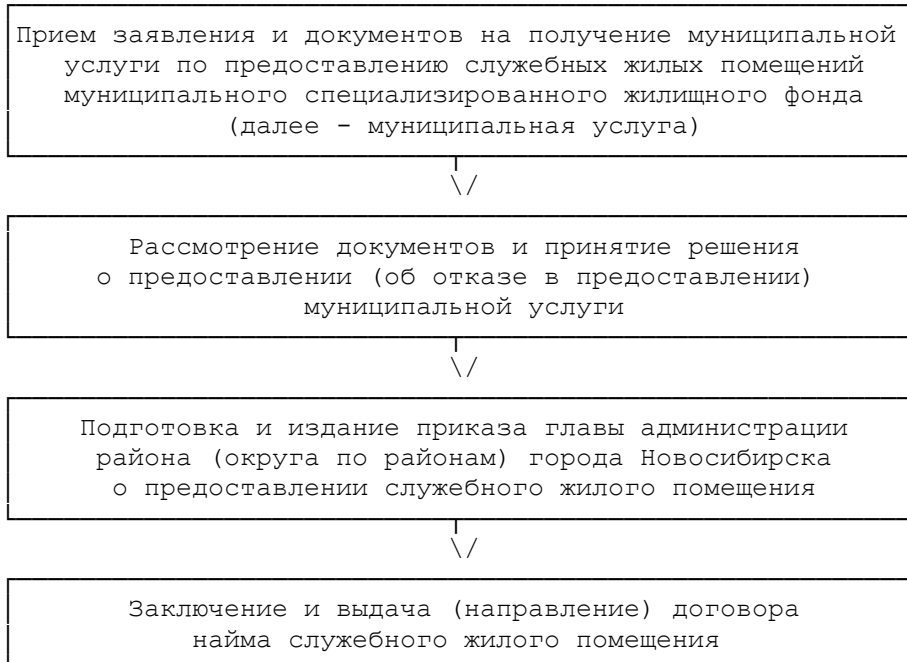 Прием заявления и документов на получение муниципальной
услуги по предоставлению служебных жилых помещений
муниципального специализированного жилищного фонда
(далее - муниципальная услуга)
\/
Рассмотрение документов и принятие решения
о предоставлении (об отказе в предоставлении)
муниципальной услуги
\/
Подготовка и издание приказа главы администрации
района (округа по районам) города Новосибирска
о предоставлении служебного жилого помещения
\/
Заключение и выдача (направление) договора
найма служебного жилого помещения